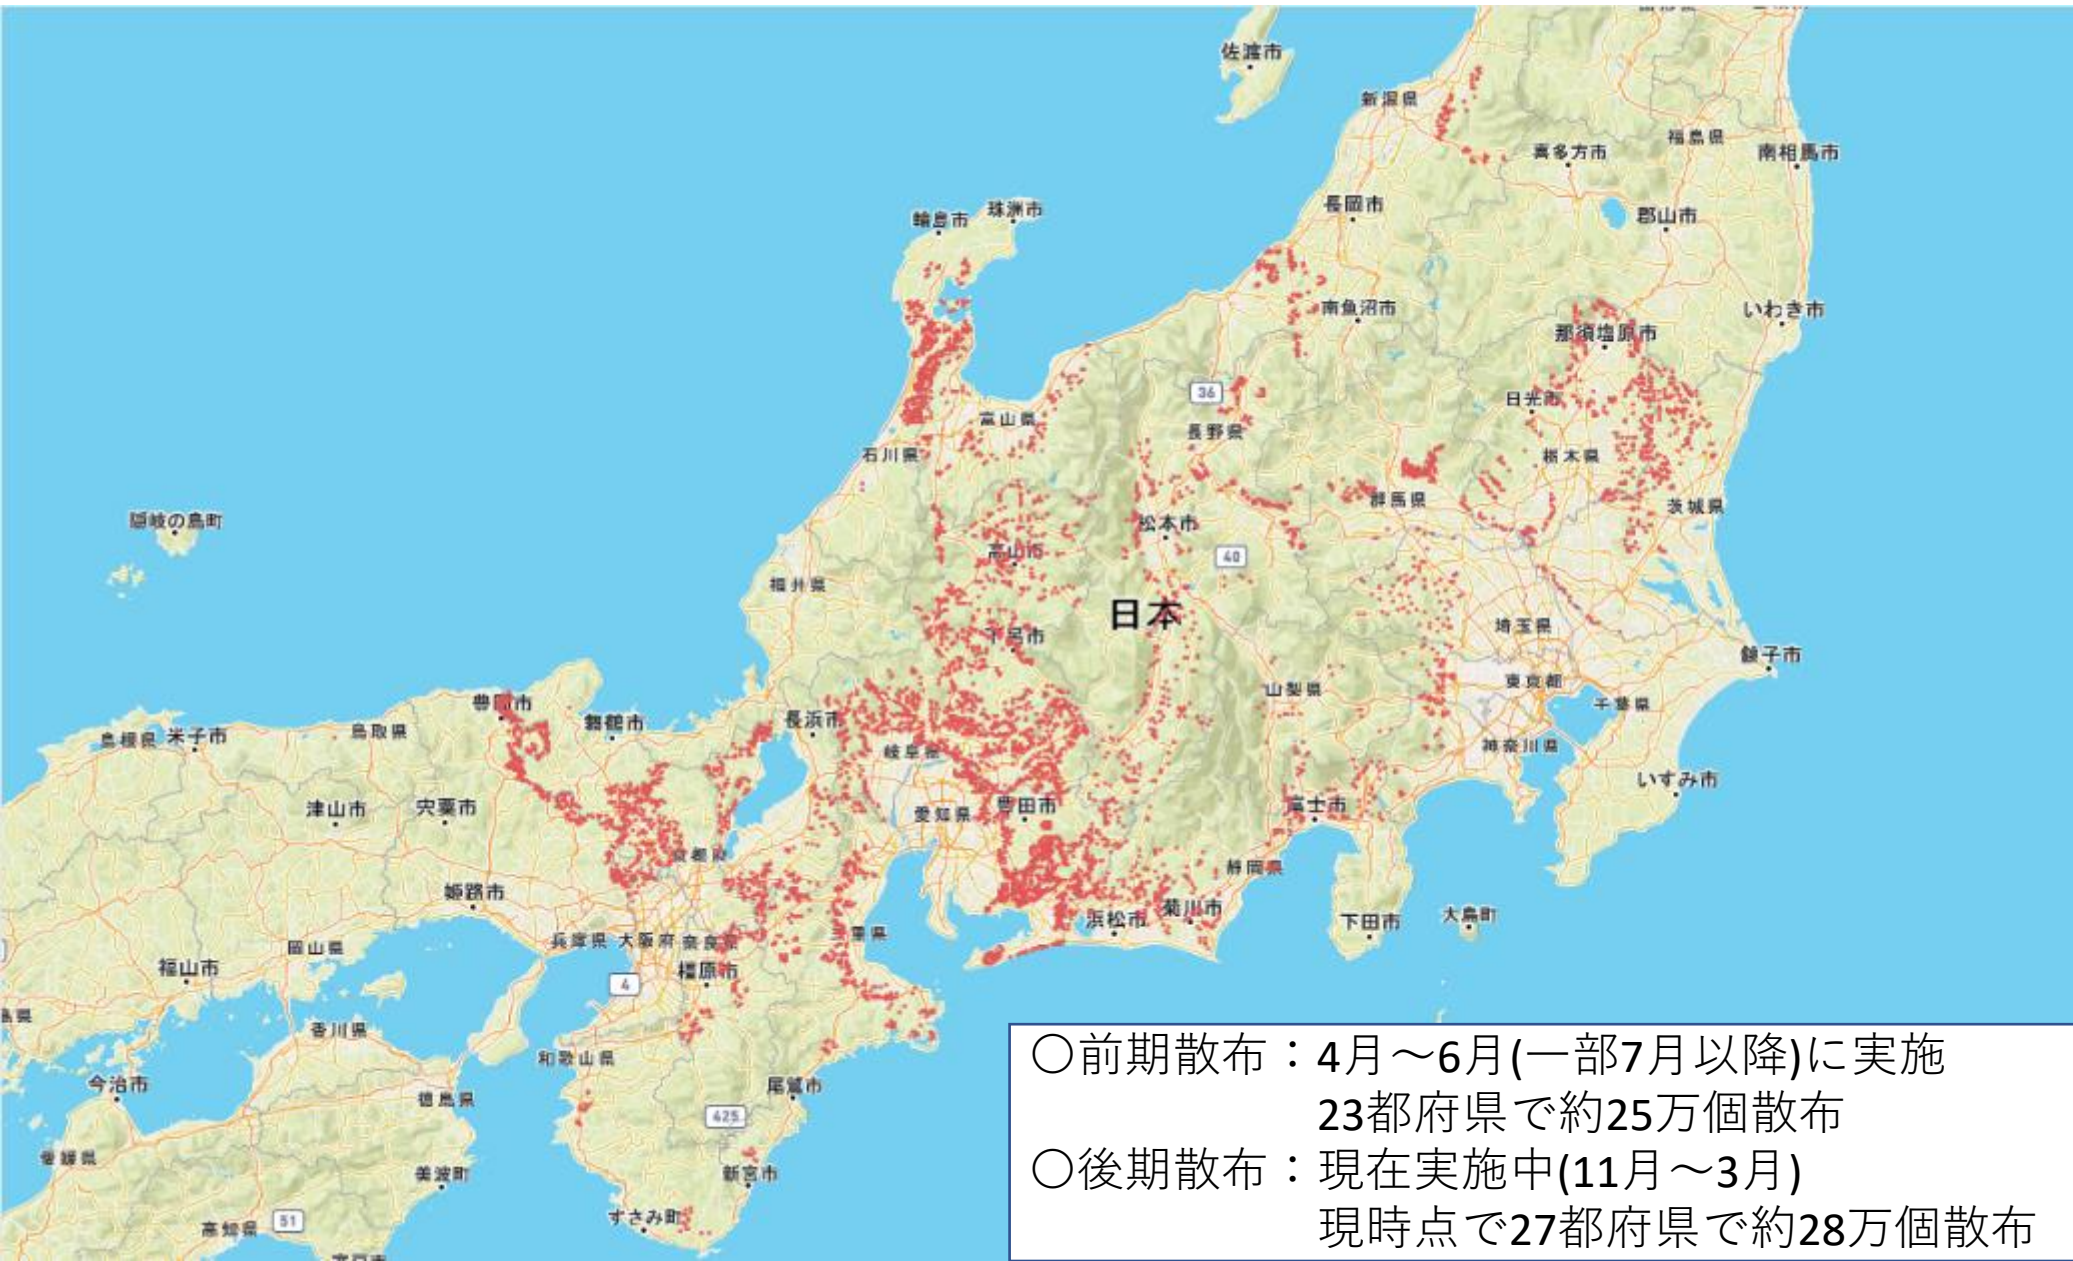 佐渡市
新潟県
喜多方市
福島県
南相馬市
輪島市
珠洲市
長岡市
郡山市
南魚沼市
いわき市
那須塩原市
36
日光市
富山県
長野県
石川県
栃木県
群馬県
茨城県
隠岐の島町
松本市
高山市
40
福井県
日本
下呂市
埼玉県
銚子市
東京都
山梨県
千葉県
豊岡市
舞鶴市
長浜市
鳥取県
島根県
米子市
岐阜県
神奈川県
いすみ市
津山市
宍粟市
愛知県
豊田市
富士市
京都府
静岡県
姫路市
浜松市
菊川市
下田市
大島町
兵庫県
大阪府
奈良県
重県
岡山県
福山市
橿原市
4
香川県
和歌山県
今治市
徳島県
尾鷲市
425
愛媛県
美波町
新宮市
すさみ町
高知県
51
〇前期散布：4月～6月(一部7月以降)に実施
23都府県で約25万個散布
〇後期散布：現在実施中(11月～3月)
現時点で27都府県で約28万個散布